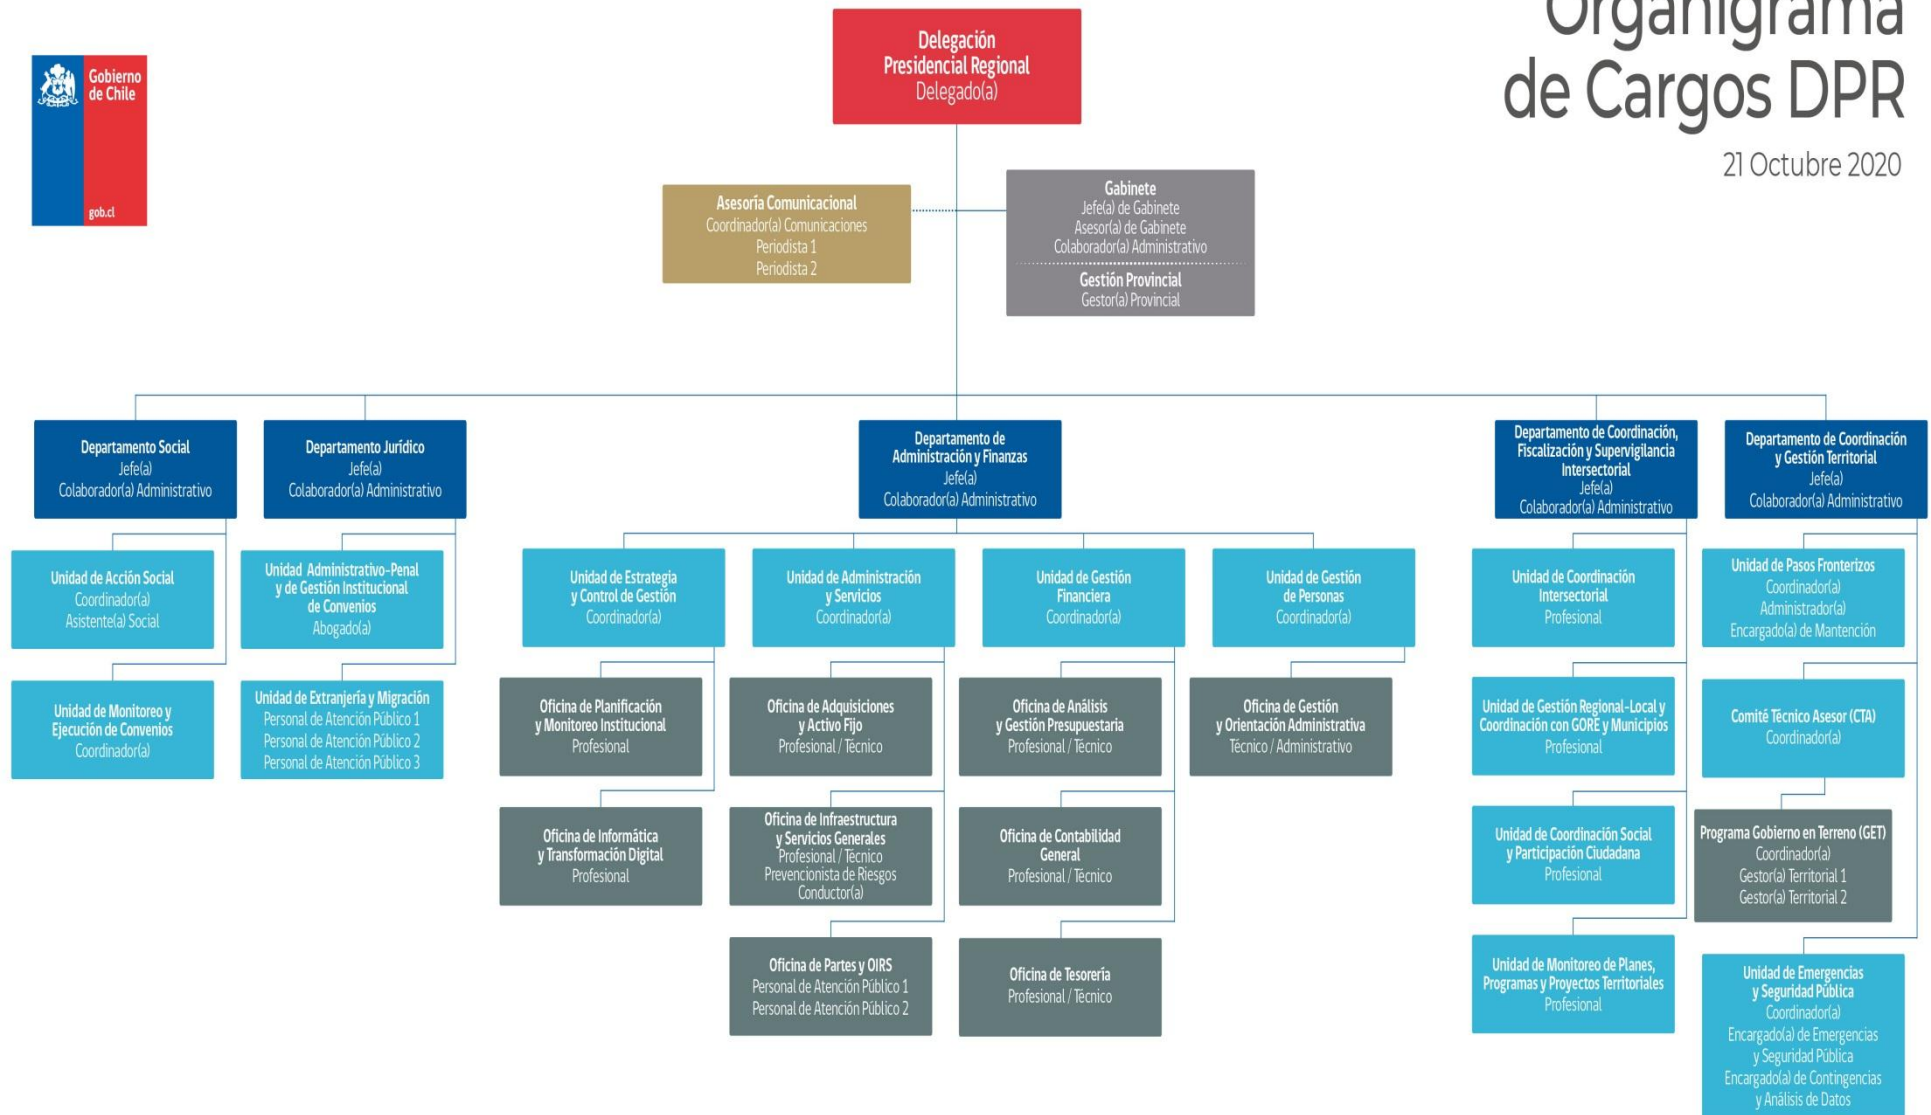 Organigrama
de Cargos DPR
21 Octubre 2020
Gobierno
de Chile
gob.cl
Delegación
Presidencial Regional
Delegado(a)
Asesoría Comunicacional
Coordinador(a) Comunicaciones
Periodista 1
Periodista 2
Gabinete
Jefe(a) de Gabinete
Asesor(a) de Gabinete
Colaborador(a) Administrativo
Gestión Provincial
Gestor(a) Provincial
Departamento Social
Jefe(a)
Colaborador(a) Administrativo
Unidad de Acción Social
Coordinador(a)
Asistente(a) Social
Unidad de Monitoreo y
Ejecución de Convenios
Coordinador(a)
Departamento Jurídico
Jefe(a)
Colaborador(a) Administrativo
Unidad Administrativo-Penal
y de Gestión Institucional
de Convenios
Abogado(a)
Unidad de Extranjería y Migración
Personal de Atención Público 1
Personal de Atención Público 2
Personal de Atención Público 3
Departamento de
Administración y Finanzas
Jefe(a)
Colaborador(a) Administrativo
Unidad de Estrategia
y Control de Gestión
Coordinador(a)
Oficina de Planificación
y Monitoreo Institucional
Profesional
Oficina de Informática
y Transformación Digital
Profesional
Unidad de Administración
y Servicios
Coordinador(a)
Oficina de Adquisiciones
y Activo Fijo
Profesional / Técnico
Oficina de Infraestructura
y Servicios Generales
Profesional / Técnico
Prevencionista de Riesgos
Conductor(a)
Oficina de Partes y OIRS
Personal de Atención Público 1
Personal de Atención Público 2
Unidad de Gestión
Financiera
Coordinador(a)
Oficina de Análisis
y Gestión Presupuestaria
Profesional / Técnico
Oficina de Contabilidad
General
Profesional / Técnico
Oficina de Tesorería
Profesional / Técnico
Unidad de Gestión
de Personas
Coordinador(a)
Oficina de Gestión
y Orientación Administrativa
Técnico / Administrativo
Departamento de Coordinación,
Fiscalización y Supervigilancia
Intersectorial
Jefe(a)
Colaborador(a) Administrativo
Unidad de Coordinación
Intersectorial
Profesional
Unidad de Gestión Regional-Local y
Coordinación con GORE y Municipios
Profesional
Unidad de Coordinación Social
y Participación Ciudadana
Profesional
Unidad de Monitoreo de Planes,
Programas y Proyectos Territoriales
Profesional
Departamento de Coordinación
y Gestión Territorial
Jefe(a)
Colaborador(a) Administrativo
Unidad de Pasos Fronterizos
Coordinador(a)
Administrador(a)
Encargado(a) de Mantención
Comité Técnico Asesor (CTA)
Coordinador(a)
Programa Gobierno en Terreno (GET)
Coordinador(a)
Gestor(a) Territorial 1
Gestor(a) Territorial 2
Unidad de Emergencias
y Seguridad Pública
Coordinador(a)
Encargado(a) de Emergencias
y Seguridad Pública
Encargado(a) de Contingencias
y Análisis de Datos